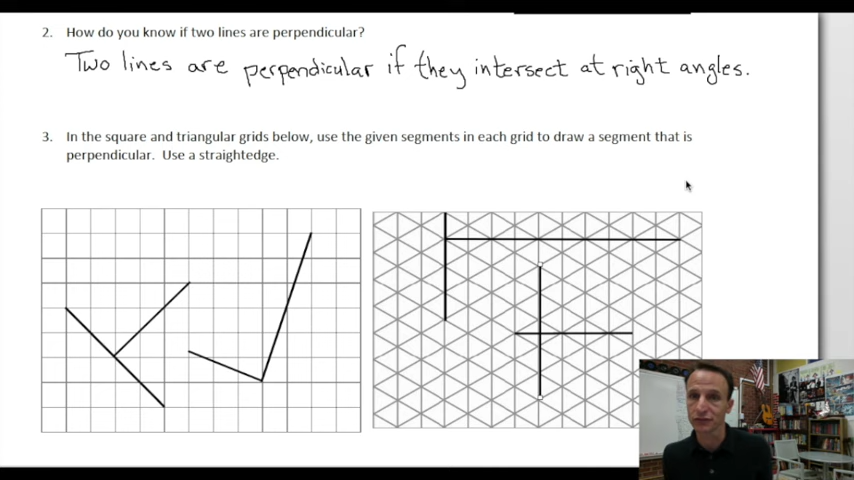 2. How do you know if two lines are perpendicular?
Two lines are perpendicular if they intersect at right angles.
3. In the square and triangular grids below, use the given segments in each grid to draw a segment that is
perpendicular. Use a straightedge.